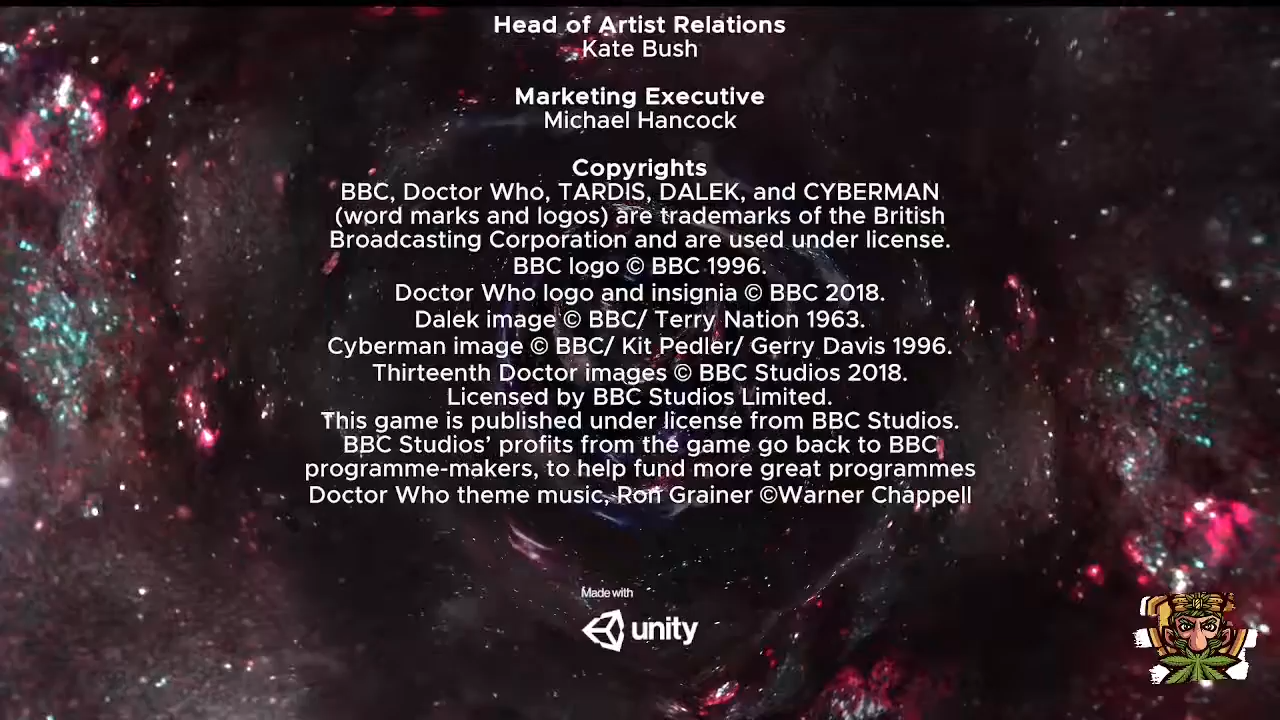 Head of Artist Relations
Kate Bush
Marketing Executive
Michael Hancock
Copyrights
BBC, Doctor Who, TARDIS, DALEK, and CYBERMAN
(word marks and logos) are trademarks of the British
Broadcasting Corporation and are used under license.
BBC logo © BBC 1996.
Doctor Who logo and insignia © BBC 2018.
Dalek image © BBC/ Terry Nation 1963.
Cyberman image © BBC/ Kit Pedler/ Gerry Davis 1996.
Thirteenth Doctor images © BBC Studios 2018.
Licensed by BBC Studios Limited.
This game is published under license from BBC Studios.
BBC Studios’ profits from the game go back to BBC
programme-makers, to help fund more great programmes
Doctor Who theme music, Ron Grainer ©Warner Chappell
Made with
unity